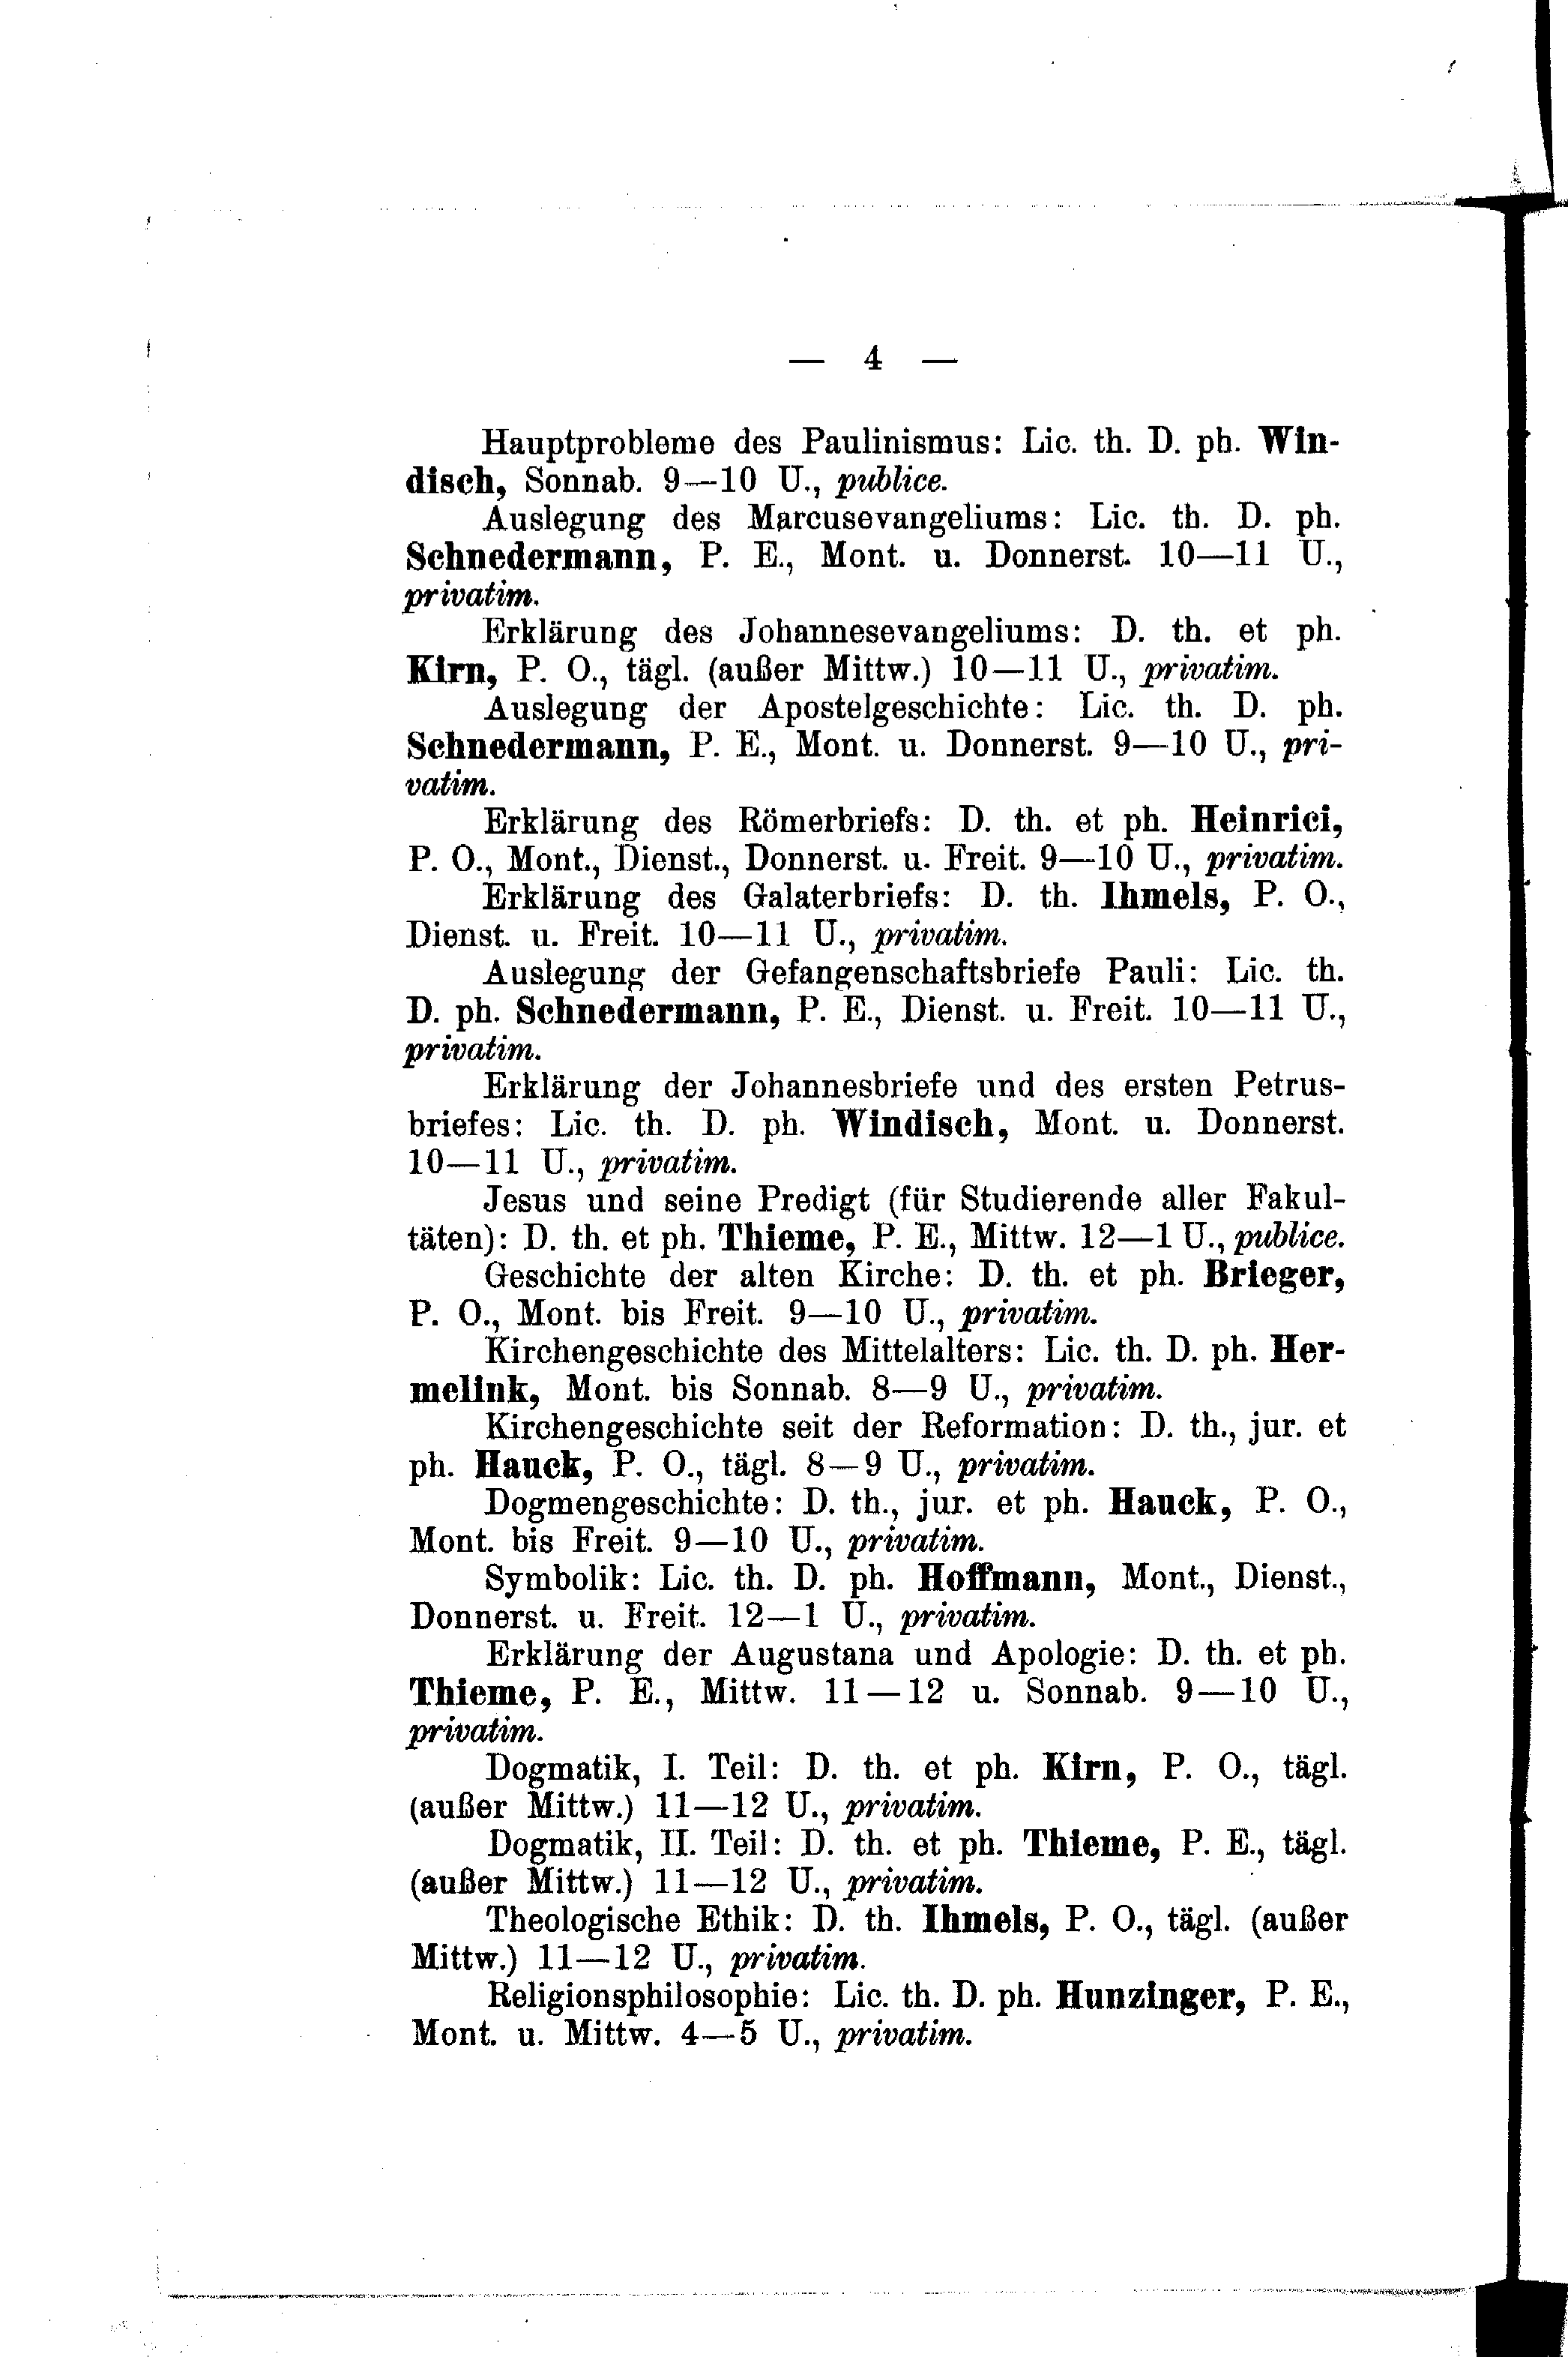 — 4 —
Hauptprobleme des Paulinismus: Lic. th. D. ph. Win-
disch, Sonnab. 9—10 U., publice.
Auslegung des Marcusevangeliums: Lic. th. D. ph.
Schnedermann, P. E., Mont. u. Donnerst. 10—11 U.,
privatim.
Erklärung des Johannesevangeliums: D. th. et ph.
Kirn, P. O., tägl. (außer Mittw.) 10—11 U., privatim.
Auslegung der Apostelgeschichte: Lic. th. D. ph.
Schnedermann, P. E., Mont. u. Donnerst. 9—10 U., pri-
vatim.
Erklärung des Römerbriefs: D. th. et ph. Heinrici,
P. O., Mont., Dienst., Donnerst. u. Freit. 9—10 U., privatim.
Erklärung des Galaterbriefs: D. th. Ihmels, P. O.,
Dienst. u. Freit. 10—11 U., privatim.
Auslegung der Gefangenschaftsbriefe Pauli: Lic. th.
D. ph. Schnedermann, P. E., Dienst. u. Freit. 10—11 U.,
privatim.
Erklärung der Johannesbriefe und des ersten Petrus-
briefes: Lic. th. D. ph. Windisch, Mont. u. Donnerst.
10—11 U., privatim.
Jesus und seine Predigt (für Studierende aller Fakul-
täten): D. th. et ph. Thieme, P. E., Mittw. 12—1 U., publice.
Geschichte der alten Kirche: D. th. et ph. Brieger,
P. O., Mont. bis Freit. 9—10 U., privatim.
Kirchengeschichte des Mittelalters: Lic. th. D. ph. Her-
melink, Mont. bis Sonnab. 8—9 U., privatim.
Kirchengeschichte seit der Reformation: D. th., jur. et
ph. Hauck, P. O., tägl. 8—9 U., privatim.
Dogmengeschichte: D. th., jur. et ph. Hauck, P. O.,
Mont. bis Freit. 9—10 U., privatim.
Symbolik: Lic. th. D. ph. Hoffmann, Mont., Dienst.,
Donnerst. u. Freit. 12—1 U., privatim.
Erklärung der Augustana und Apologie: D. th. et ph.
Thieme, P. E., Mittw. 11—12 u. Sonnab. 9—10 U.,
privatim.
Dogmatik, I. Teil: D. th. et ph. Kirn, P. O., tägl.
(außer Mittw.) 11—12 U., privatim.
Dogmatik, II. Teil: D. th. et ph. Thieme, P. E., tägl.
(außer Mittw.) 11—12 U., privatim.
Theologische Ethik: D. th. Ihmels, P. O., tägl. (außer
Mittw.) 11—12 U., privatim.
Religionsphilosophie: Lic. th. D. ph. Hunzinger, P. E.,
Mont. u. Mittw. 4—5 U., privatim.